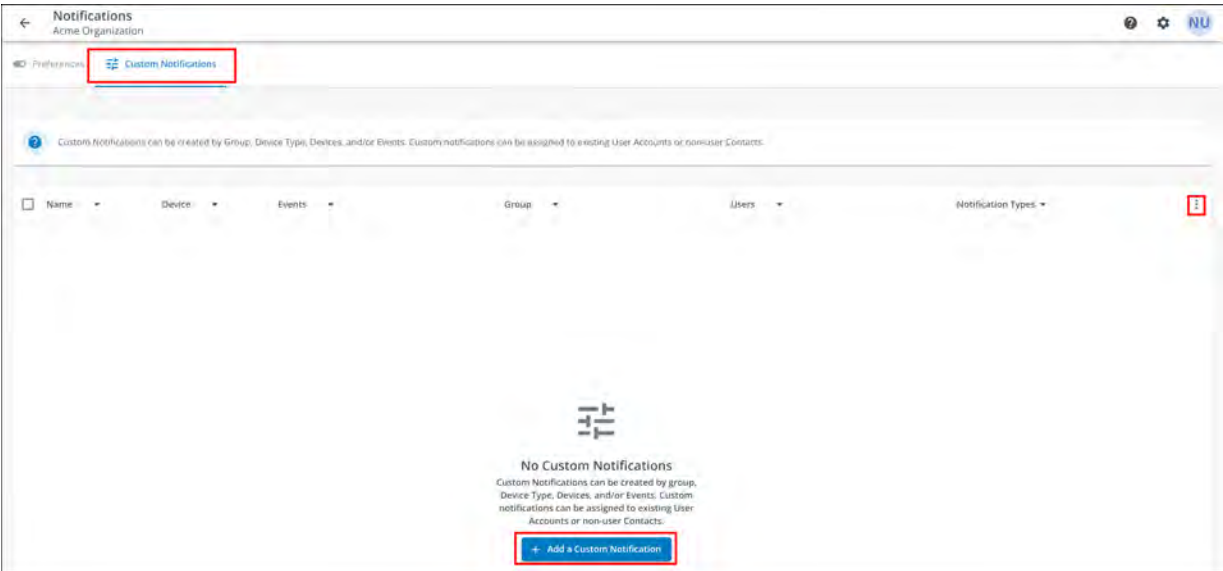 Notifications
Acme Organization
NU
Preferences
Custom Notifications
Custom Notifications can be created by Group, Device Type, Devices, and/or Events. Custom notifications can be assigned to existing User Accounts or non-user Contacts.
Name Device Events Group Users Notification Types
No Custom Notifications
Custom Notifications can be created by group,
Device Type, Devices, and/or Events. Custom
notifications can be assigned to existing User
Accounts or non-user Contacts.
+ Add a Custom Notification